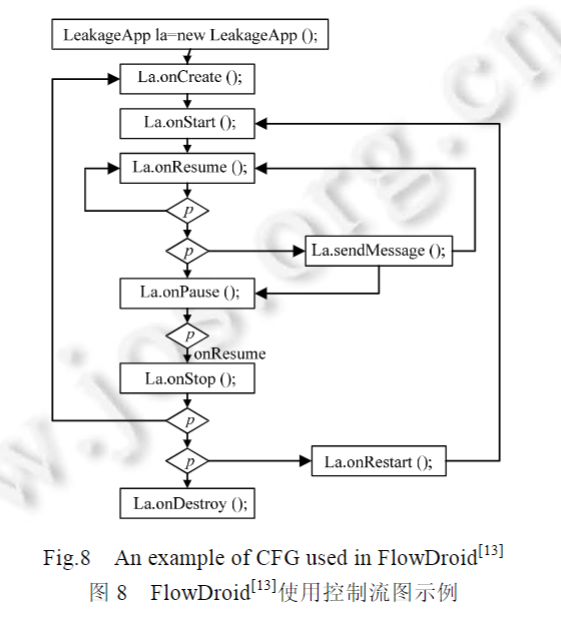 LeakageApp la=new LeakageApp ();
La.onCreate ();
La.onStart ();
La.onResume ();
p
p
La.sendMessage ();
La.onPause ();
p
onResume
La.onStop ();
p
p
La.onRestart ();
La.onDestroy ();
Fig.8 An example of CFG used in FlowDroid[13]
图 8 FlowDroid[13]使用控制流图示例
w.jos.org.cn